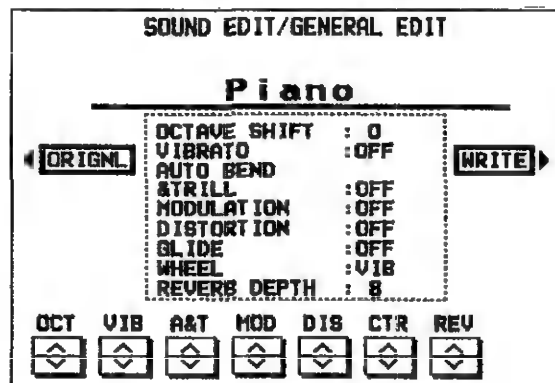 SOUND EDIT/GENERAL EDIT
Piano
OCTAVE SHIFT : 0
VIBRATO :OFF
AUTO BEND
&TRILL :OFF
MODULATION :OFF
DISTORTION :OFF
GLIDE :OFF
WHEEL :VIB
REVERB DEPTH : 8
ORIGNL
WRITE
OCT VIB A&T MOD DIS CTR REV